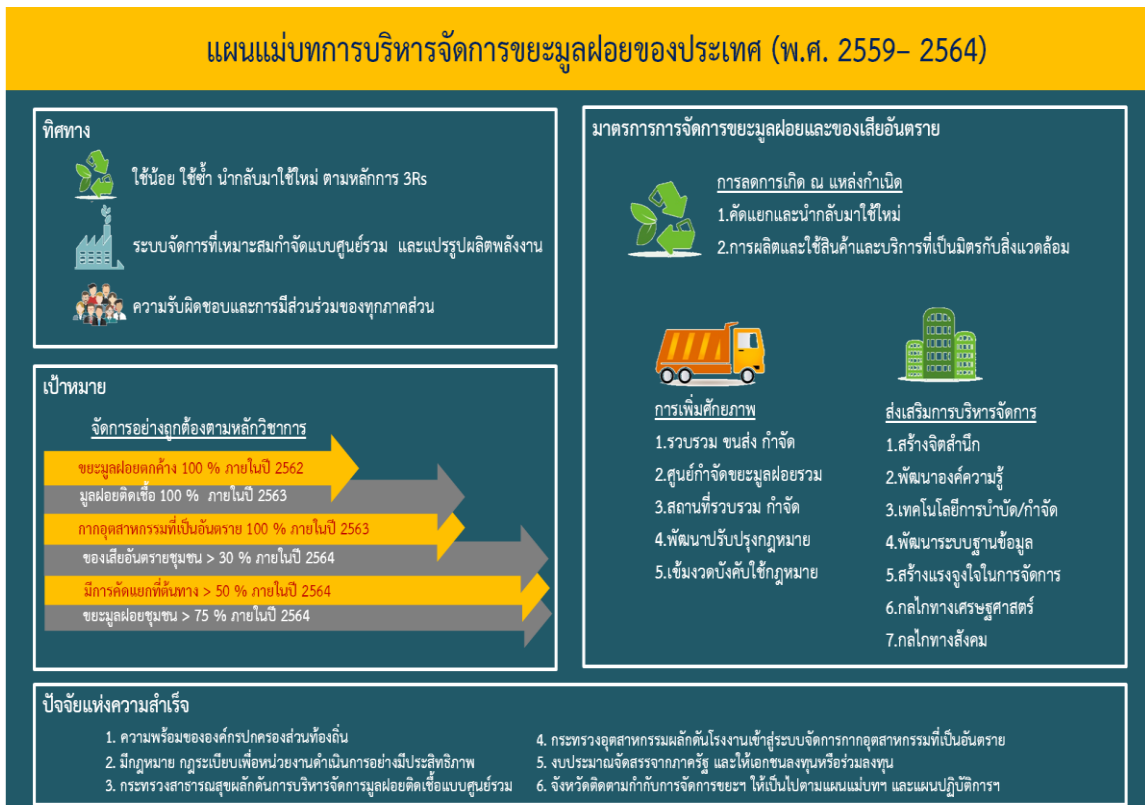 แผนแม่บทการบริหารจัดการขยะมูลฝอยของประเทศ (พ.ศ. 2559– 2564)
ทิศทาง
ใช้น้อย ใช้ซ้ำ นำกลับมาใช้ใหม่ ตามหลักการ 3Rs
ระบบจัดการที่เหมาะสมกำจัดแบบศูนย์รวม และแปรรูปผลิตพลังงาน
ความรับผิดชอบและการมีส่วนร่วมของทุกภาคส่วน
เป้าหมาย
จัดการอย่างถูกต้องตามหลักวิชาการ
ขยะมูลฝอยตกค้าง 100 % ภายในปี 2562
มูลฝอยติดเชื้อ 100 % ภายในปี 2563
กากอุตสาหกรรมที่เป็นอันตราย 100 % ภายในปี 2563
ของเสียอันตรายชุมชน > 30 % ภายในปี 2564
มีการคัดแยกที่ต้นทาง > 50 % ภายในปี 2564
ขยะมูลฝอยชุมชน > 75 % ภายในปี 2564
มาตรการการจัดการขยะมูลฝอยและของเสียอันตราย
การลดการเกิด ณ แหล่งกำเนิด
1.คัดแยกและนำกลับมาใช้ใหม่
2.การผลิตและใช้สินค้าและบริการที่เป็นมิตรกับสิ่งแวดล้อม
การเพิ่มศักยภาพ
1.รวบรวม ขนส่ง กำจัด
2.ศูนย์กำจัดขยะมูลฝอยรวม
3.สถานที่รวบรวม กำจัด
4.พัฒนาปรับปรุงกฎหมาย
5.เข้มงวดบังคับใช้กฎหมาย
ส่งเสริมการบริหารจัดการ
1.สร้างจิตสำนึก
2.พัฒนาองค์ความรู้
3.เทคโนโลยีการบำบัด/กำจัด
4.พัฒนาระบบฐานข้อมูล
5.สร้างแรงจูงใจในการจัดการ
6.กลไกทางเศรษฐศาสตร์
7.กลไกทางสังคม
ปัจจัยแห่งความสำเร็จ
1. ความพร้อมขององค์กรปกครองส่วนท้องถิ่น
2. มีกฎหมาย กฎระเบียบเพื่อหน่วยงานดำเนินการอย่างมีประสิทธิภาพ
3. กระทรวงสาธารณสุขผลักดันการบริหารจัดการมูลฝอยติดเชื้อแบบศูนย์รวม
4. กระทรวงอุตสาหกรรมผลักดันโรงงานเข้าสู่ระบบจัดการกากอุตสาหกรรมที่เป็นอันตราย
5. งบประมาณจัดสรรจากภาครัฐ และให้เอกชนลงทุนหรือร่วมลงทุน
6. จังหวัดติดตามกำกับการจัดการขยะฯ ให้เป็นไปตามแผนแม่บทฯ และแผนปฏิบัติการฯ